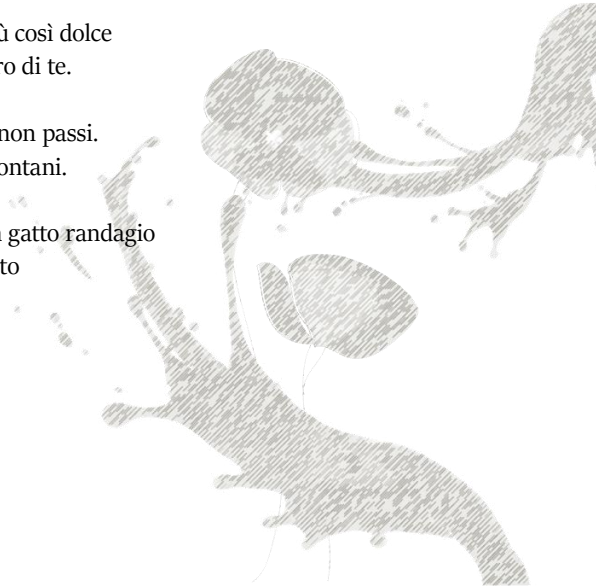 ù così dolce
ro di te.
non passi.
ontani.
gatto randagio
to